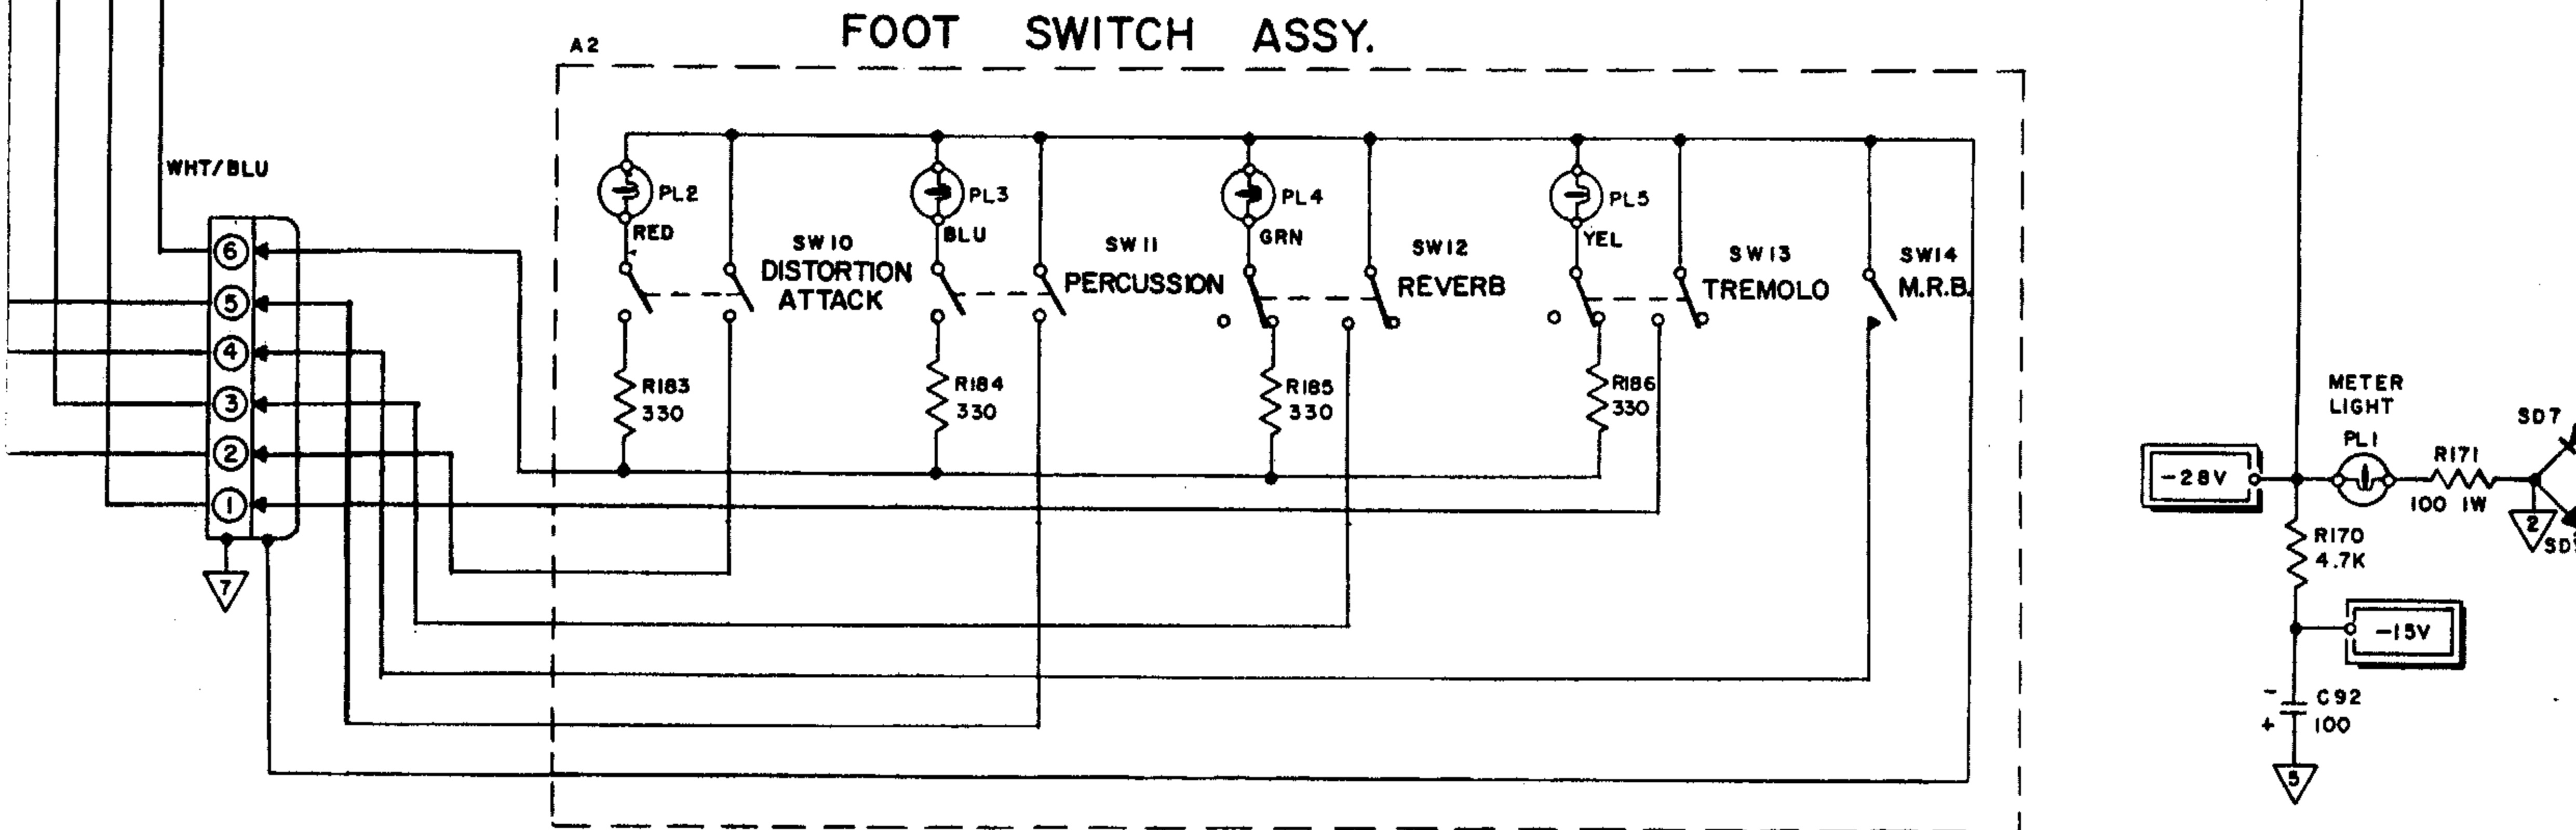 FOOT SWITCH ASSY.
A2
WHT/BLU
6
5
4
3
2
1
7
PL2
RED
SW10
DISTORTION
ATTACK
R183
330
PL3
BLU
SW11
PERCUSSION
R184
330
PL4
GRN
SW12
REVERB
R185
330
PL5
YEL
SW13
TREMOLO
R186
330
SW14
M.R.B.
METER
LIGHT
PL1
-28V
R171
100 1W
SD7
2
R170
4.7K
-15V
-
+
C92
100
5